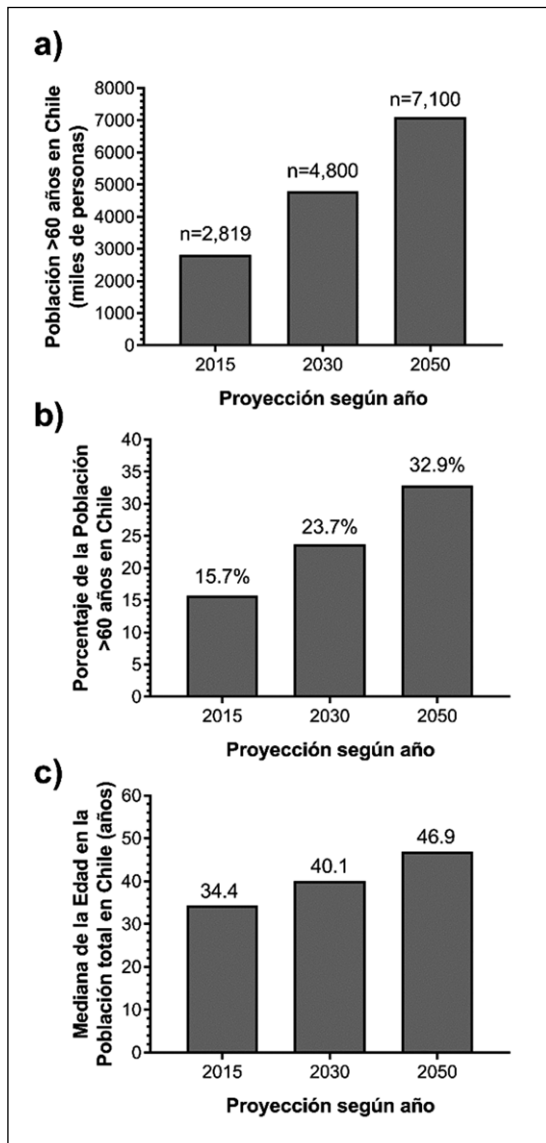 a)
Población >60 años en Chile
(miles de personas)
8000
7000
6000
5000
4000
3000
2000
1000
0
n=2,819
n=4,800
n=7,100
2015
2030
2050
Proyección según año
b)
Porcentaje de la Población
>60 años en Chile
40
35
30
25
20
15
10
5
0
15.7%
23.7%
32.9%
2015
2030
2050
Proyección según año
c)
Mediana de la Edad en la
Población total en Chile (años)
60
50
40
30
20
10
0
34.4
40.1
46.9
2015
2030
2050
Proyección según año